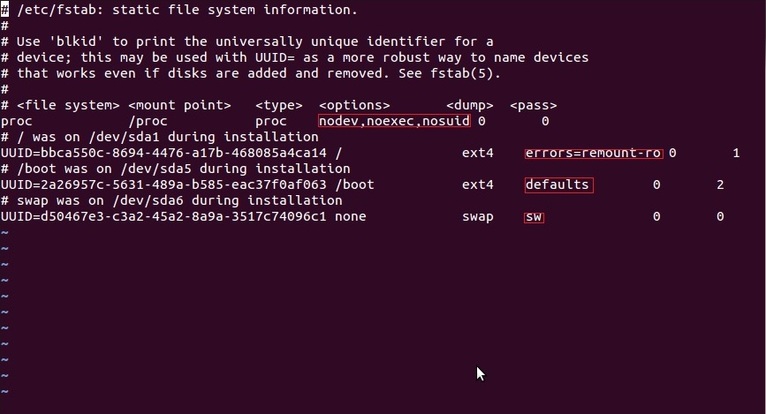 # /etc/fstab: static file system information.
#
# Use 'blkid' to print the universally unique identifier for a
# device; this may be used with UUID= as a more robust way to name devices
# that works even if disks are added and removed. See fstab(5).
#
# <file system> <mount point>   <type>  <options>       <dump>  <pass>
proc            /proc           proc    nodev,noexec,nosuid 0       0
# / was on /dev/sda1 during installation
UUID=bbca550c-8694-4476-a17b-468085a4ca14 /               ext4    errors=remount-ro 0       1
# /boot was on /dev/sda5 during installation
UUID=2a26957c-5631-489a-b585-eac37f0af063 /boot           ext4    defaults        0       2
# swap was on /dev/sda6 during installation
UUID=d50467e3-c3a2-45a2-8a9a-3517c74096c1 none            swap    sw              0       0
~
~
~
~
~
~
~
~
~
~
~